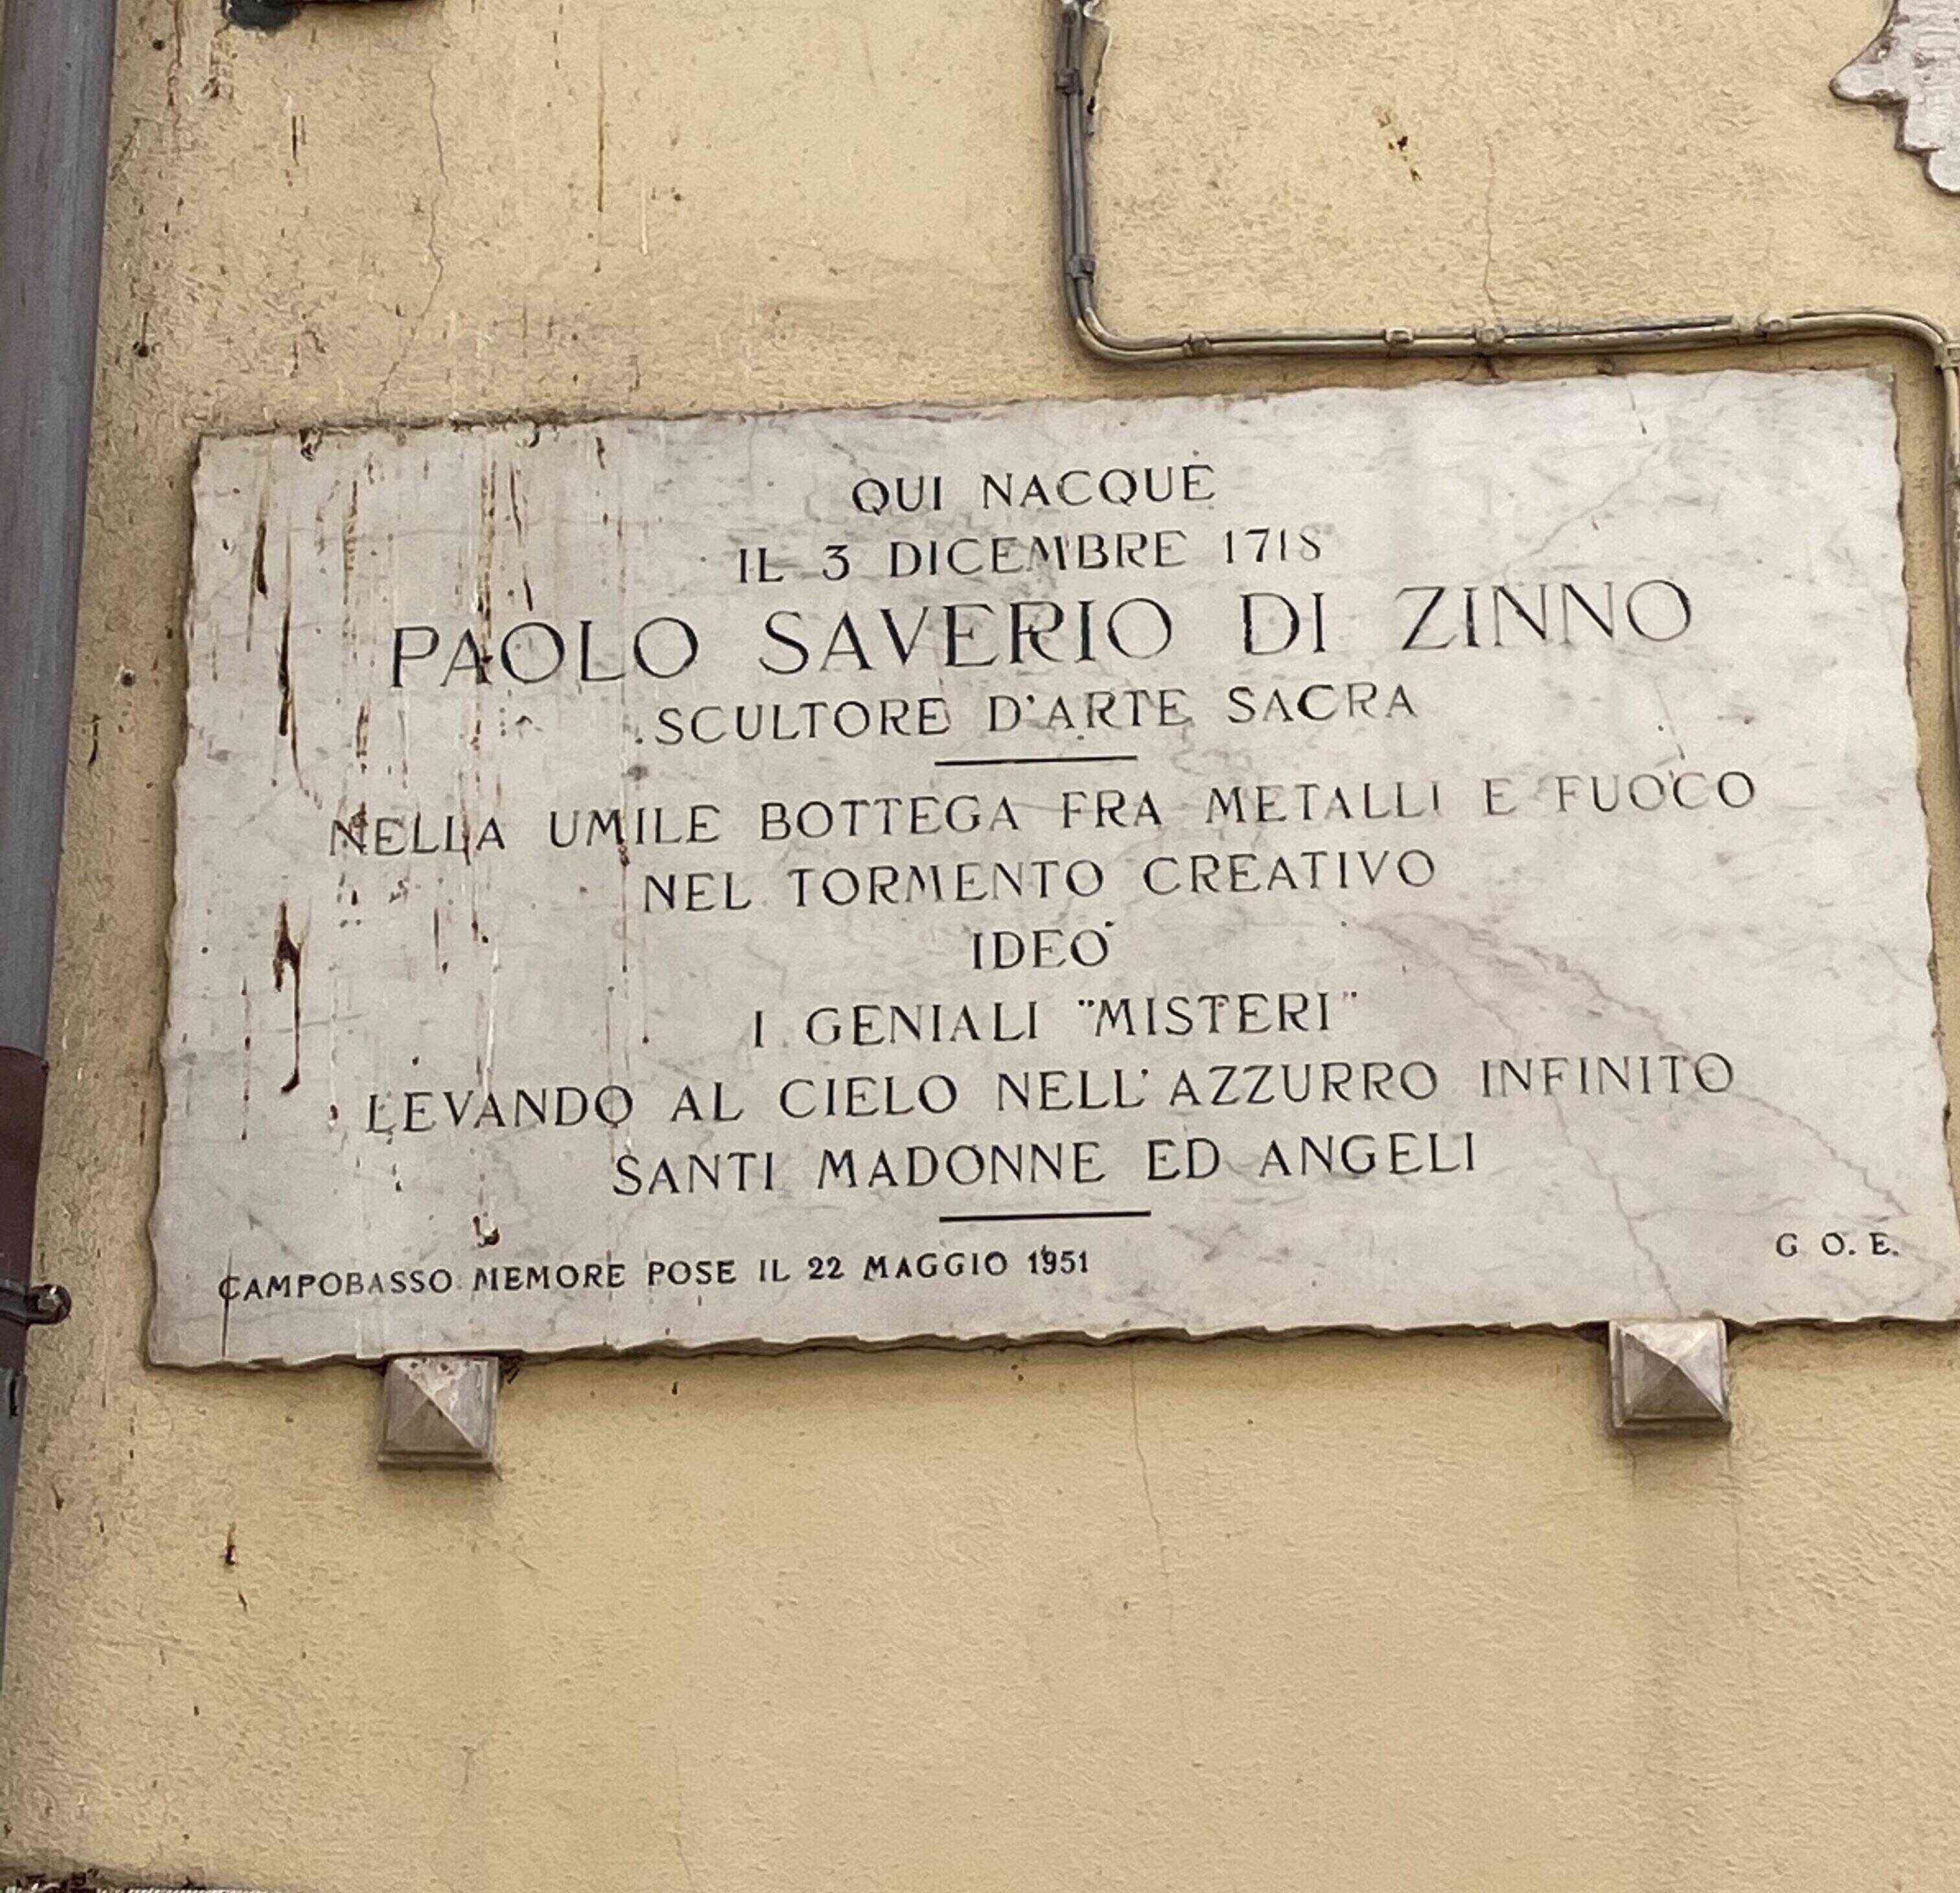 QUI NACQUE
IL 3 DICEMBRE 1718
PAOLO SAVERIO DI ZINNO
SCULTORE D'ARTE SACRA
NELLA UMILE BOTTEGA FRA METALLI E FUOCO
NEL TORMENTO CREATIVO
IDEO'
I GENIALI "MISTERI"
LEVANDO AL CIELO NELL'AZZURRO INFINITO
SANTI MADONNE ED ANGELI
CAMPOBASSO MEMORE POSE IL 22 MAGGIO 1951
G O. E.